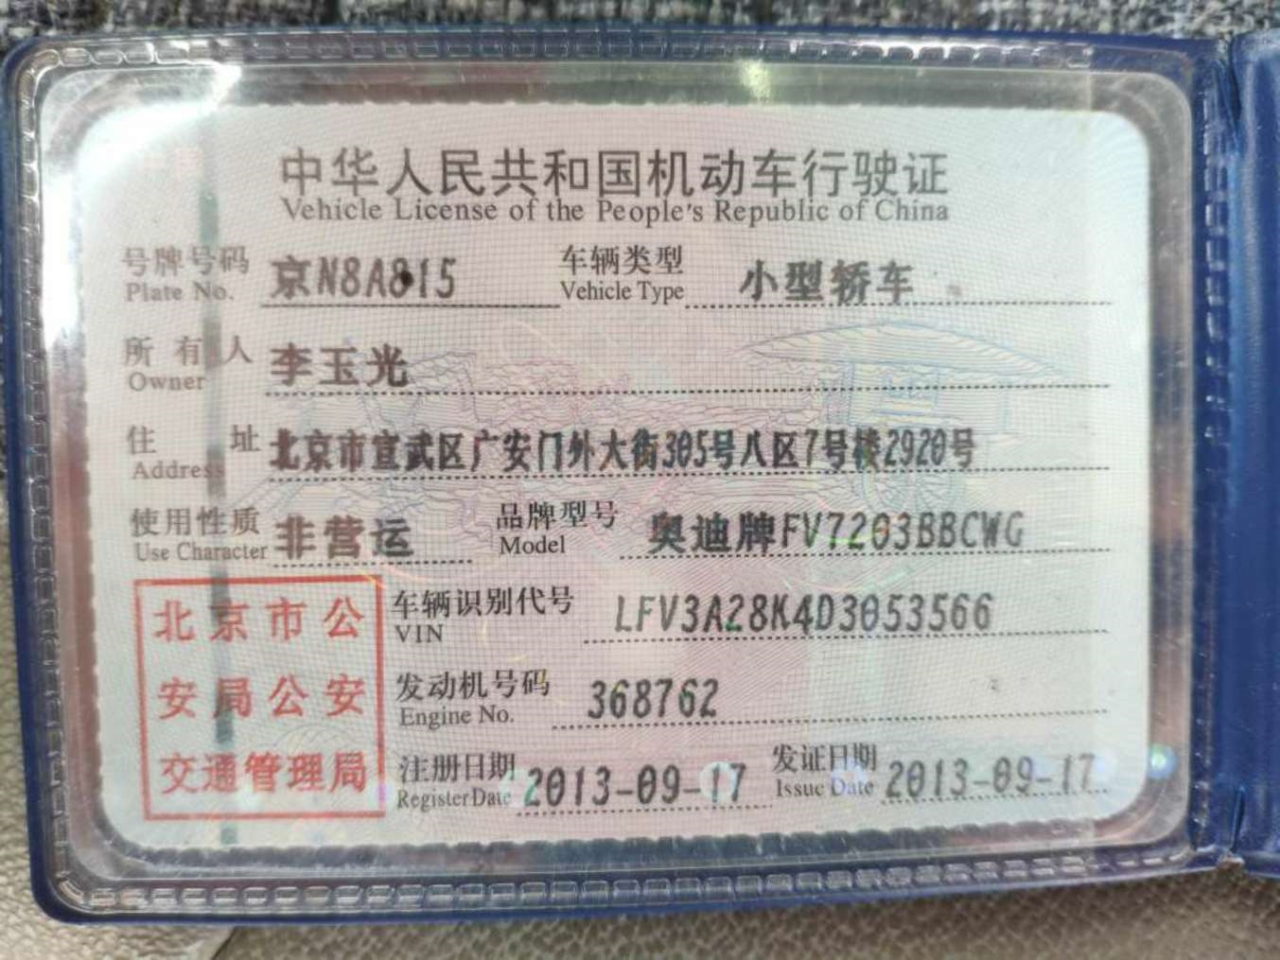 中华人民共和国机动车行驶证
Vehicle License of the People's Republic of China
号牌号码 京N8A815 车辆类型 小型轿车
Plate No. Vehicle Type
所有人 李玉光
Owner
住址 北京市宣武区广安门外大街305号八区7号楼2920号
Address
使用性质 非营运 品牌型号 奥迪牌FV7203BBCWG
Use Character Model
北京市公
安局公安
交通管理局
车辆识别代号 LFV3A28K4D3053566
VIN
发动机号码 368762
Engine No.
注册日期 2013-09-17 发证日期 2013-09-17
Register Date Issue Date